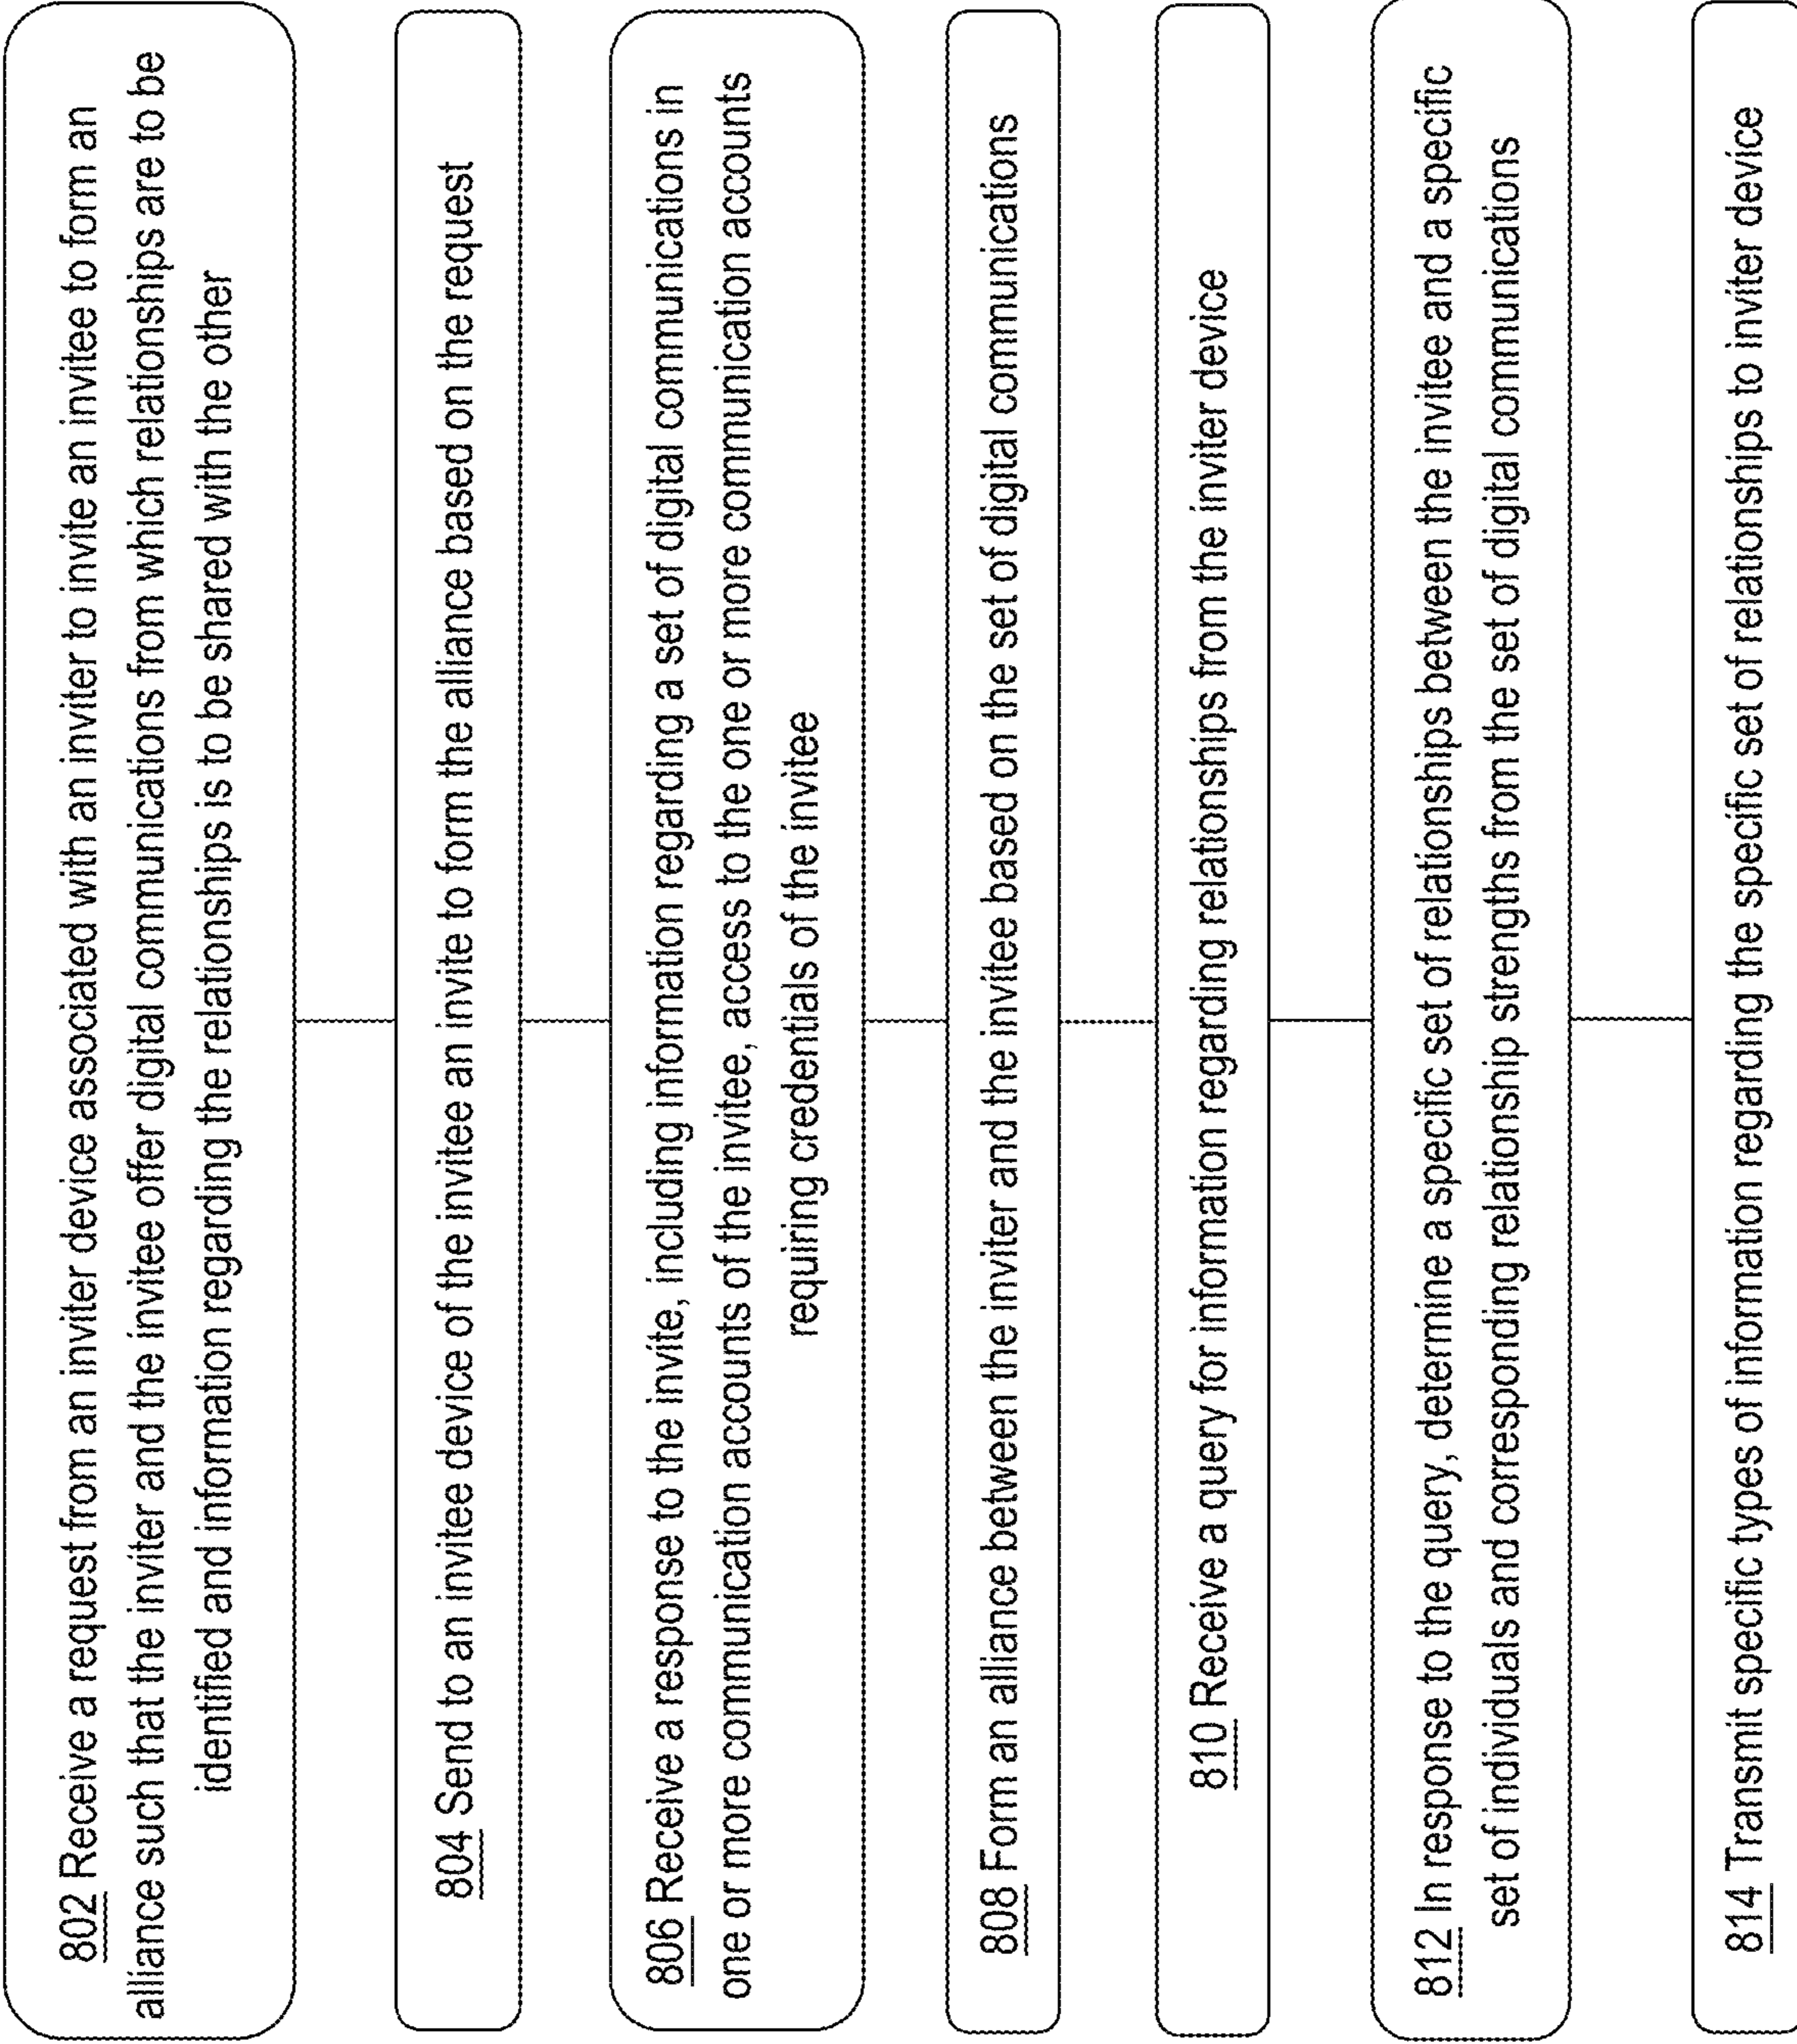 802 Receive a request from an inviter device associated with an inviter to invite an invitee to form an
alliance such that the inviter and the invitee offer digital communications from which relationships are to be
identified and information regarding the relationships is to be shared with the other
804 Send to an invitee device of the invitee an invite to form the alliance based on the request
806 Receive a response to the invite, including information regarding a set of digital communications in
one or more communication accounts of the invitee, access to the one or more communication accounts
requiring credentials of the invitee
808 Form an alliance between the inviter and the invitee based on the set of digital communications
810 Receive a query for information regarding relationships from the inviter device
812 In response to the query, determine a specific set of relationships between the invitee and a specific
set of individuals and corresponding relationship strengths from the set of digital communications
814 Transmit specific types of information regarding the specific set of relationships to inviter device